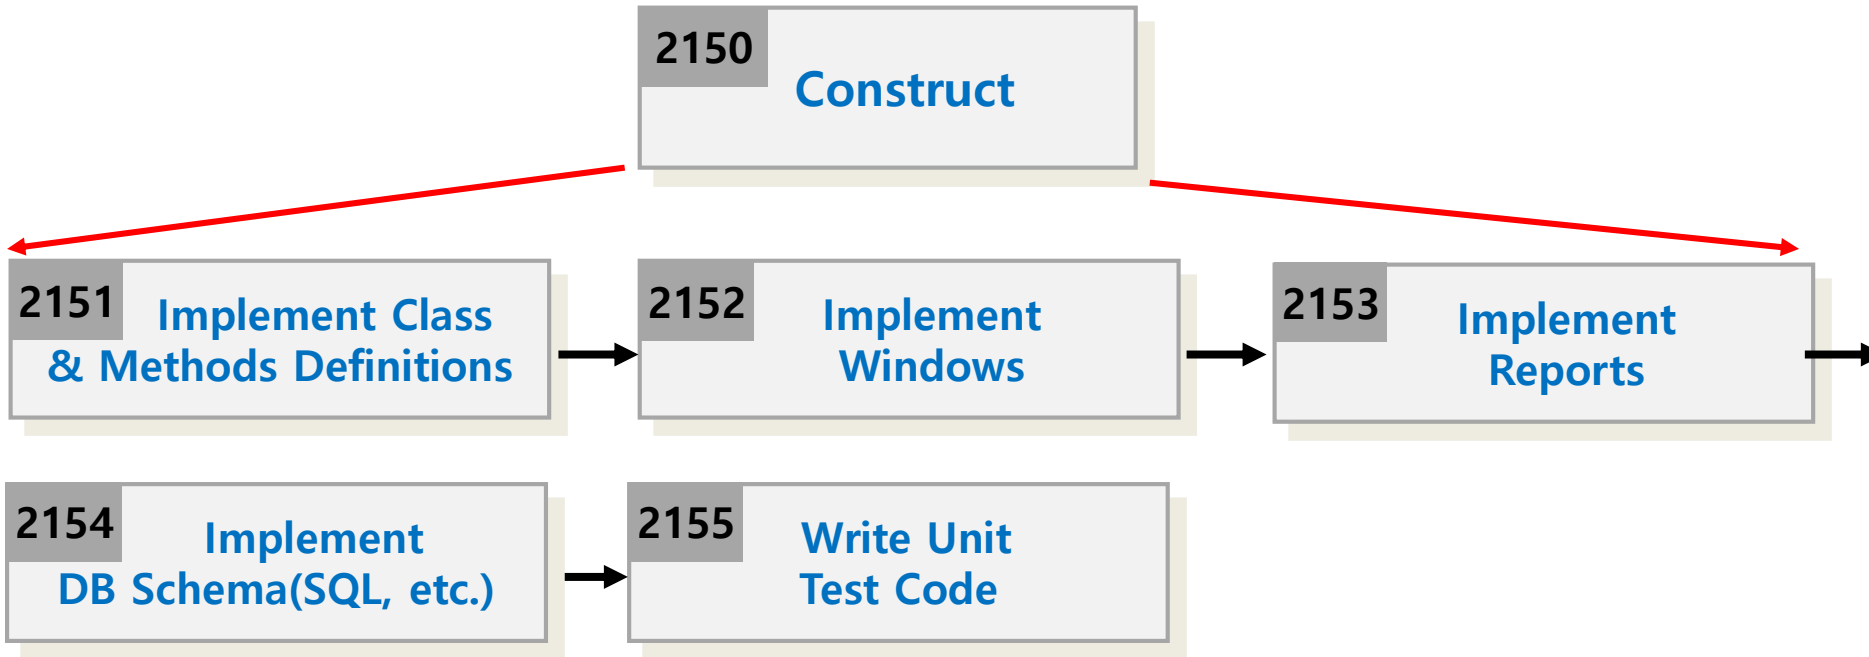 2150
Construct
2151
Implement Class
& Methods Definitions
2152
Implement
Windows
2153
Implement
Reports
2154
Implement
DB Schema(SQL, etc.)
2155
Write Unit
Test Code